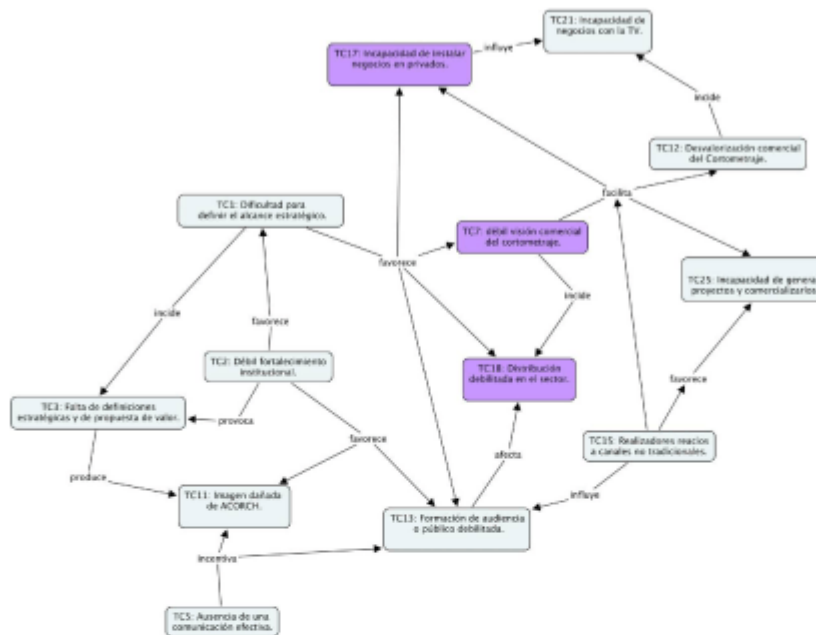 TC21: Incapacidad de
negocios con la TV.
TC17: Incapacidad de instalar
negocios en privados.
influye
incide
TC12: Desvalorización comercial
del Cortometraje.
facilita
TC1: Dificultad para
definir el alcance estratégico.
TC7: débil visión comercial
del cortometraje.
favorece
TC25: Incapacidad de genera
proyectos y comercializarlos
incide
incide
favorece
TC2: Débil fortalecimiento
institucional.
TC18: Distribución
debilitada en el sector.
favorece
TC3: Falta de definiciones
estratégicas y de propuesta de valor.
provoca
favorece
TC15: Realizadores reacios
a canales no tradicionales.
afecta
produce
TC11: Imagen dañada
de ACORCH.
influye
TC13: Formación de audiencia
o público debilitada.
incentiva
TC5: Ausencia de una
comunicación efectiva.